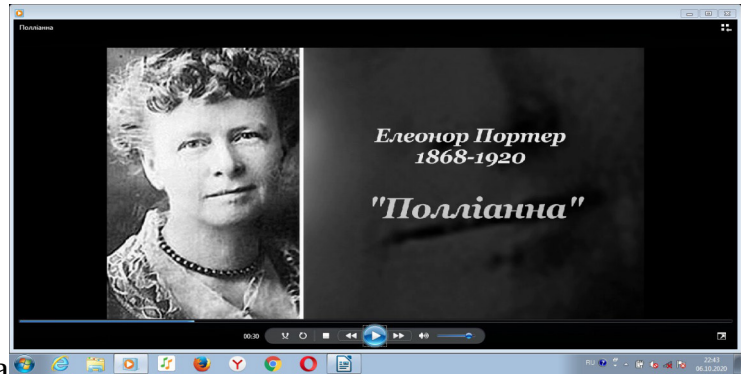 Полліанна
Елеонор Портер
1868-1920
"Полліанна"
00:30
RU
22:43
06.10.2020
а